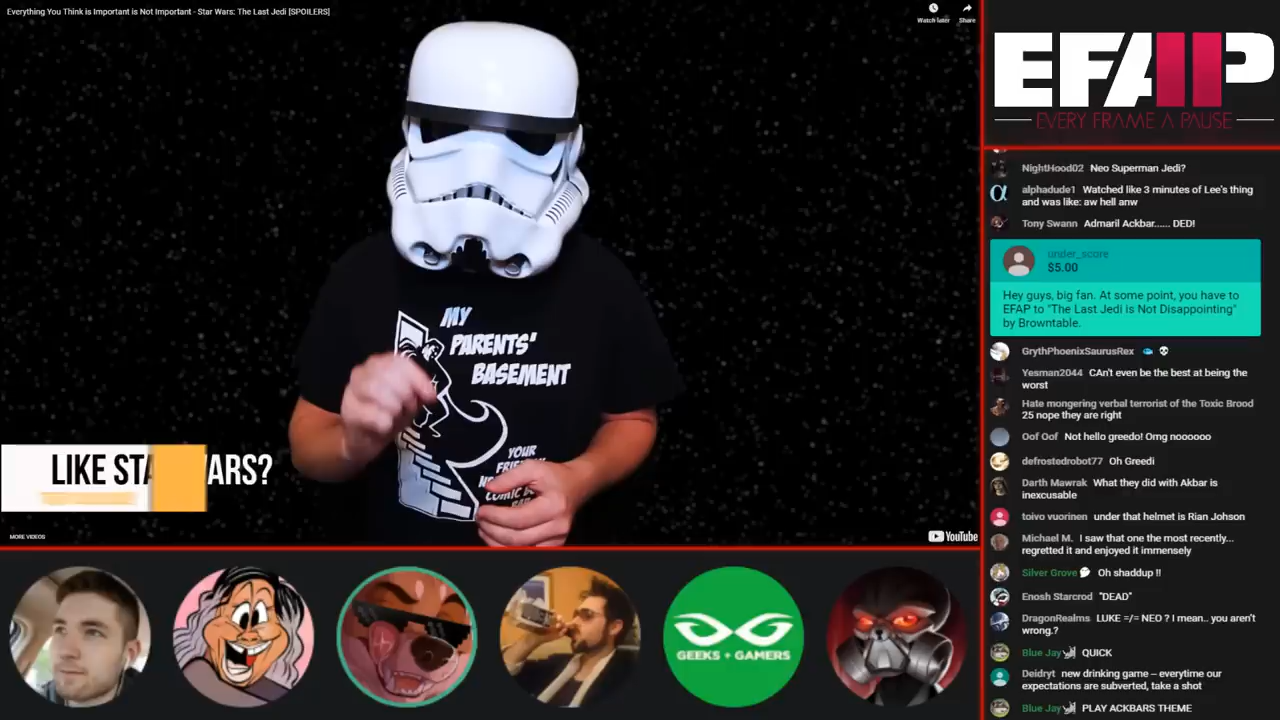 Everything You Think is Important is Not Important - Star Wars: The Last Jedi [SPOILERS]
Watch later
Share
MY
PARENTS'
BASEMENT
YOUR
LIKE STA WARS?
MORE VIDEOS
YouTube
EFAP
EVERY FRAME A PAUSE
NightHood02 Neo Superman Jedi?
alphadude1 Watched like 3 minutes of Lee's thing
and was like: aw hell anw
Tony Swann Admaril Ackbar...... DED!
under_score
$5.00
Hey guys, big fan. At some point, you have to
EFAP to "The Last Jedi is Not Disappointing"
by Browntable.
GrythPhoenixSaurusRex 🐟 💀
Yesman2044 CAn't even be the best at being the
worst
Hate mongering verbal terrorist of the Toxic Brood
25 nope they are right
Oof Oof Not hello greedo! Omg nooooo
defrostedrobot77 Oh Greedi
Darth Mawrak What they did with Akbar is
inexcusable
toivo vuorinen under that helmet is Rian Johson
Michael M. I saw that one the most recently...
regretted it and enjoyed it immensely
Silver Grove Oh shaddup !!
Enosh Starcrod "DEAD"
DragonRealms LUKE =/= NEO ? I mean.. you aren't
wrong.?
Blue Jay QUICK
Deidryt new drinking game – everytime our
expectations are subverted, take a shot
Blue Jay PLAY ACKBARS THEME
GEEKS + GAMERS